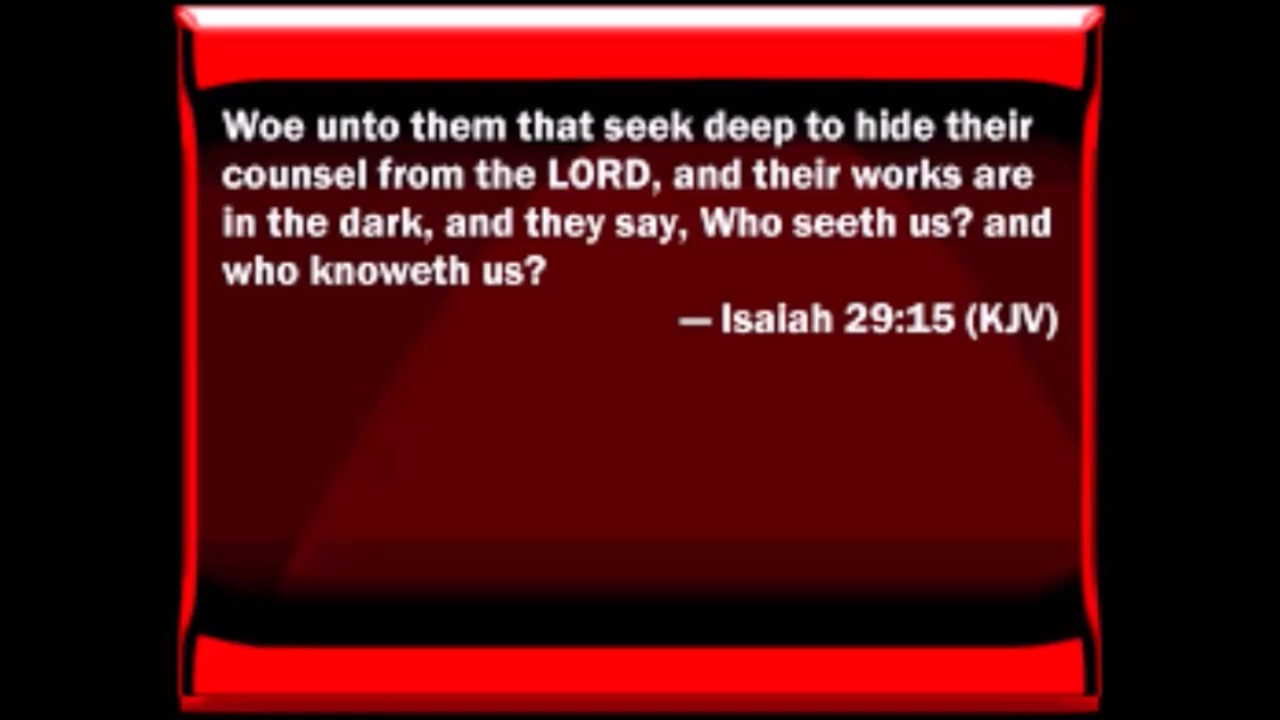 Woe unto them that seek deep to hide their
counsel from the LORD, and their works are
in the dark, and they say, Who seeth us? and
who knoweth us?
— Isaiah 29:15 (KJV)